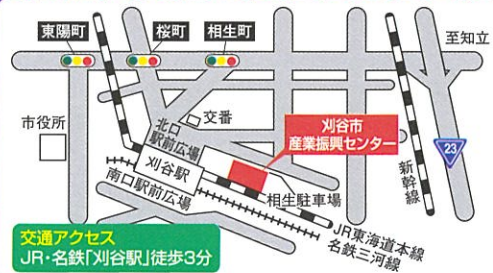 東陽町
桜町
相生町
至知立
市役所
交番
北口
駅前広場
刈谷市
産業振興センター
刈谷駅
南口駅前広場
相生駐車場
新幹線
23
JR東海道本線
名鉄三河線
交通アクセス
JR・名鉄「刈谷駅」徒歩3分